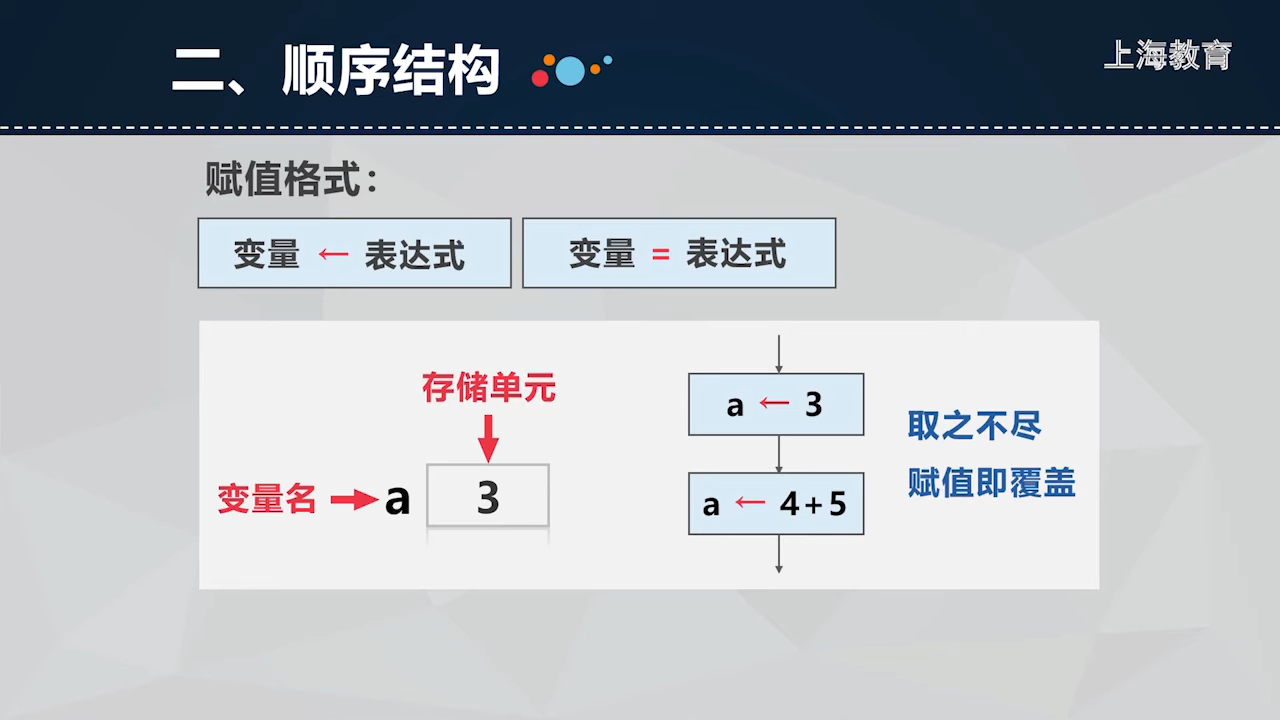 二、顺序结构
上海教育
赋值格式：
变量 ← 表达式
变量 = 表达式
存储单元
变量名
a
3
a ← 3
a ← 4+5
取之不尽
赋值即覆盖